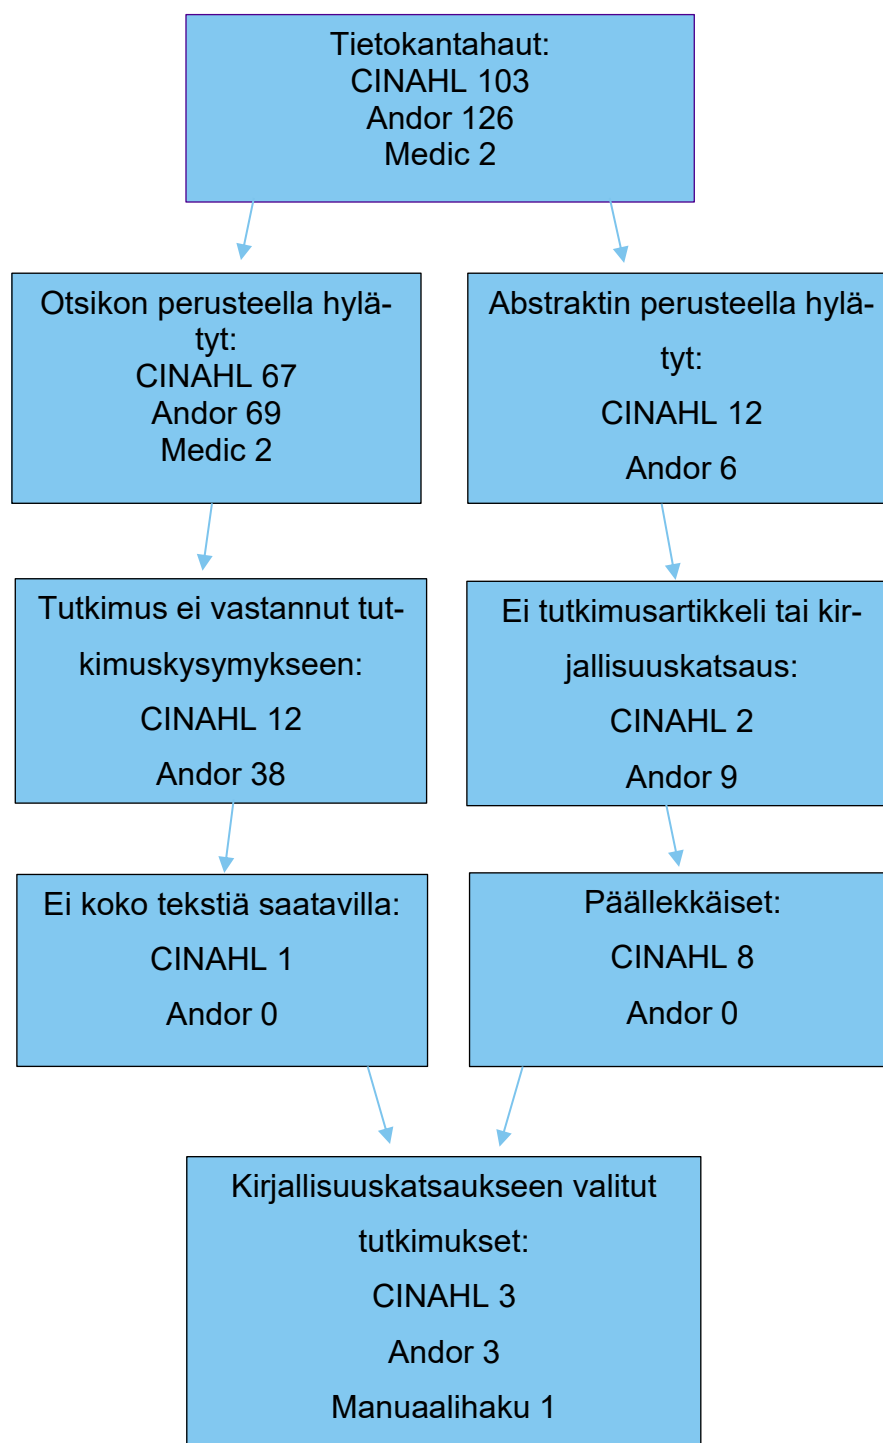 Tietokantahaut:
CINAHL 103
Andor 126
Medic 2
Otsikon perusteella hylä-
tyt:
CINAHL 67
Andor 69
Medic 2
Abstraktin perusteella hylä-
tyt:
CINAHL 12
Andor 6
Tutkimus ei vastannut tut-
kimuskysymykseen:
CINAHL 12
Andor 38
Ei tutkimusartikkeli tai kir-
jallisuuskatsaus:
CINAHL 2
Andor 9
Ei koko tekstiä saatavilla:
CINAHL 1
Andor 0
Päällekkäiset:
CINAHL 8
Andor 0
Kirjallisuuskatsaukseen valitut
tutkimukset:
CINAHL 3
Andor 3
Manuaalihaku 1